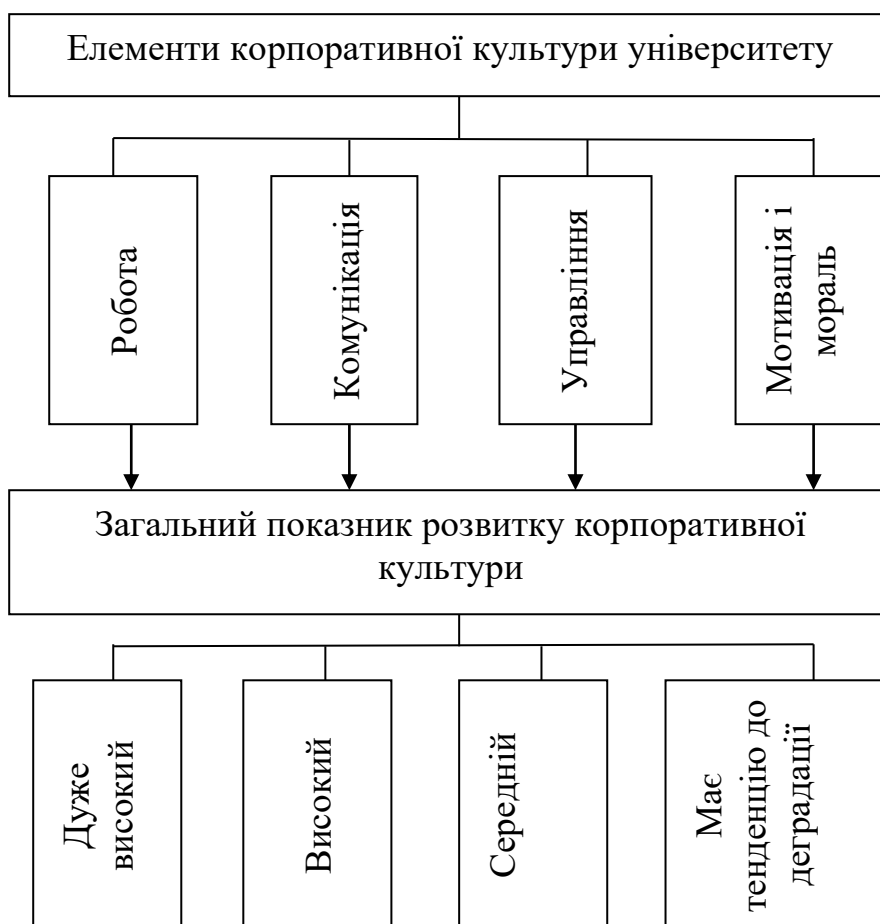 Елементи корпоративної культури університету
Робота
Комунікація
Управління
Мотивація і
мораль
Загальний показник розвитку корпоративної
культури
Дуже
високий
Високий
Середній
Має
тенденцію до
деградації